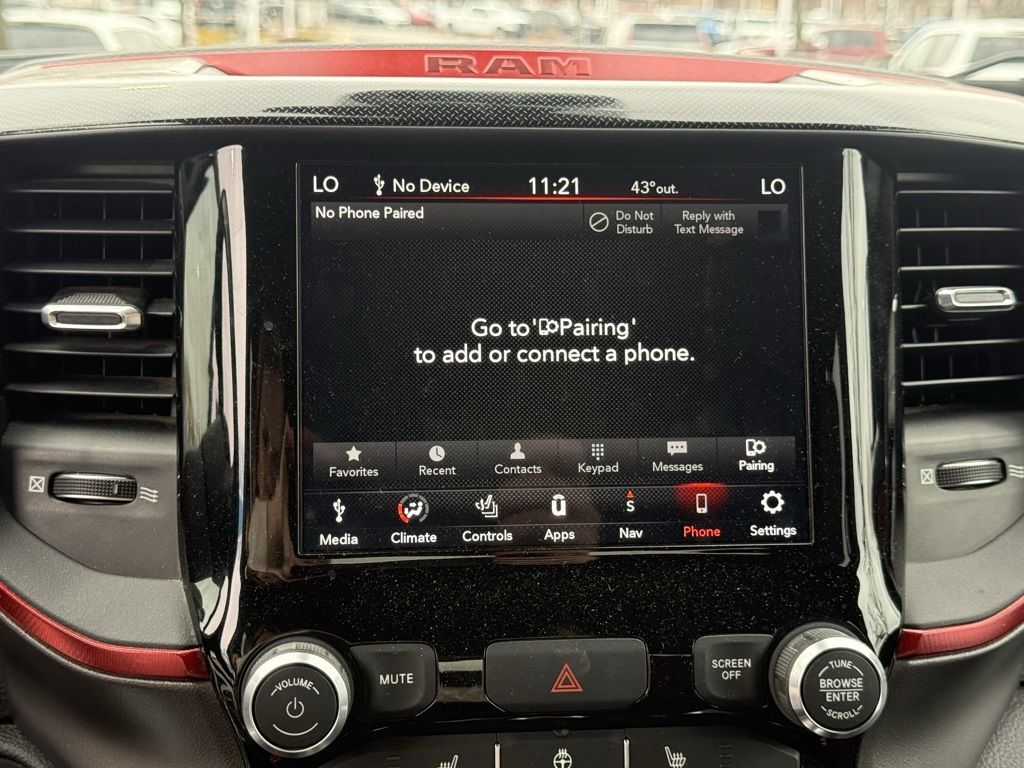 RAM
LO No Device 11:21 43°out. LO
No Phone Paired
Do Not
Disturb
Reply with
Text Message
Go to' Pairing'
to add or connect a phone.
Favorites Recent Contacts Keypad Messages Pairing
S
Media Climate Controls Apps Nav Phone Settings
VOLUME
MUTE
SCREEN
OFF
TUNE
BROWSE
ENTER
SCROLL